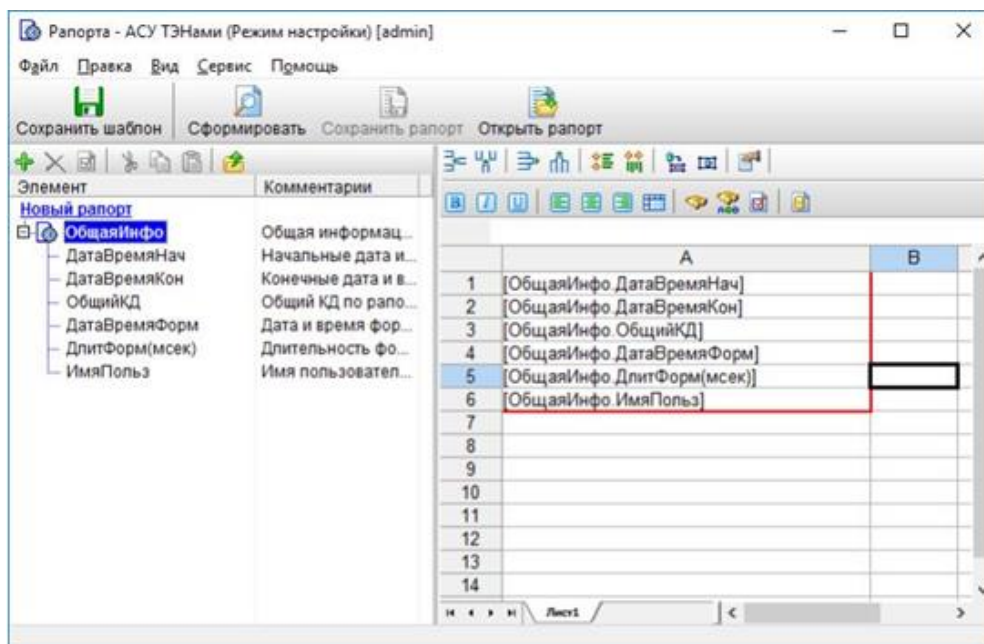 Рапорта - АСУ ТЭНами (Режим настройки) [admin]
Файл Правка Вид Сервис Помощь
Сохранить шаблон Сформировать Сохранить рапорт Открыть рапорт
Элемент Комментарии
Новый рапорт
ОбщаяИнфо Общая информац...
ДатаВремяНач Начальные дата и...
ДатаВремяКон Конечные дата и в...
ОбщийКД Общий КД по рапо...
ДатаВремяФорм Дата и время фор...
ДлитФорм(мсек) Длительность фо...
ИмяПольз Имя пользовател...
B I U
A B
1 [ОбщаяИнфо.ДатаВремяНач]
2 [ОбщаяИнфо.ДатаВремяКон]
3 [ОбщаяИнфо.ОбщийКД]
4 [ОбщаяИнфо.ДатаВремяФорм]
5 [ОбщаяИнфо.ДлитФорм(мсек)]
6 [ОбщаяИнфо.ИмяПольз]
7
8
9
10
11
12
13
14
Лист1